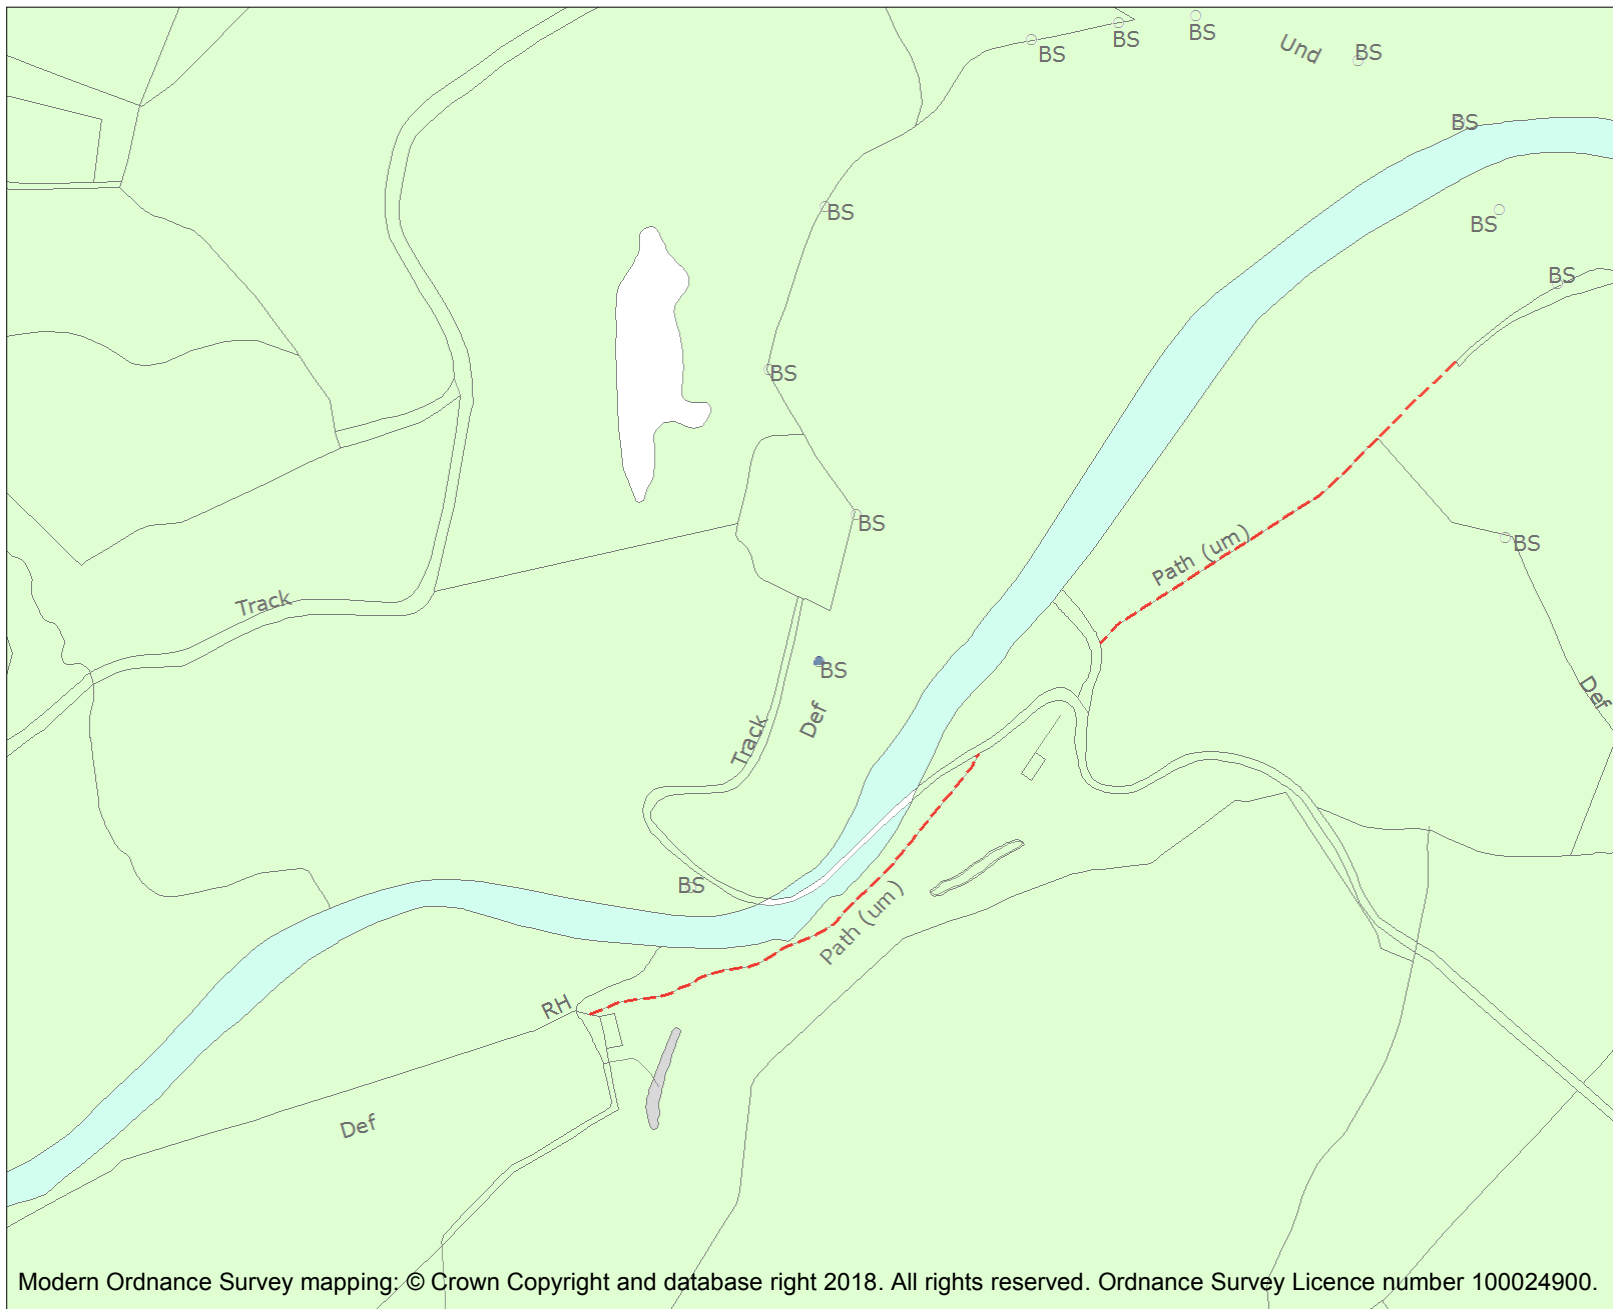 BS
BS
BS
Und
BS
BS
BS
BS
BS
BS
BS
Path (um)
BS
Track
BS
Def
Def
Track
BS
Path (um)
RH
Def
Modern Ordnance Survey mapping: © Crown Copyright and database right 2018. All rights reserved. Ordnance Survey Licence number 100024900.